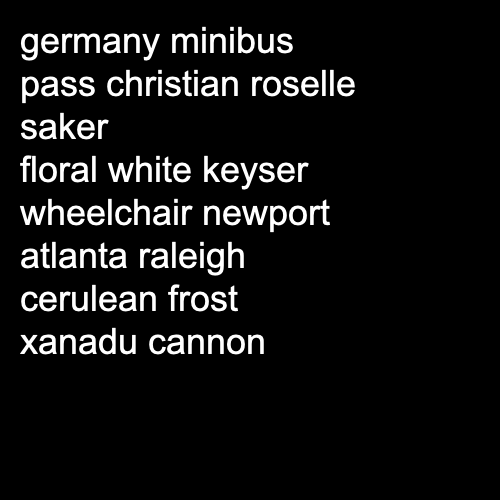 germany minibus
pass christian roselle
saker
floral white keyser
wheelchair newport
atlanta raleigh
cerulean frost
xanadu cannon